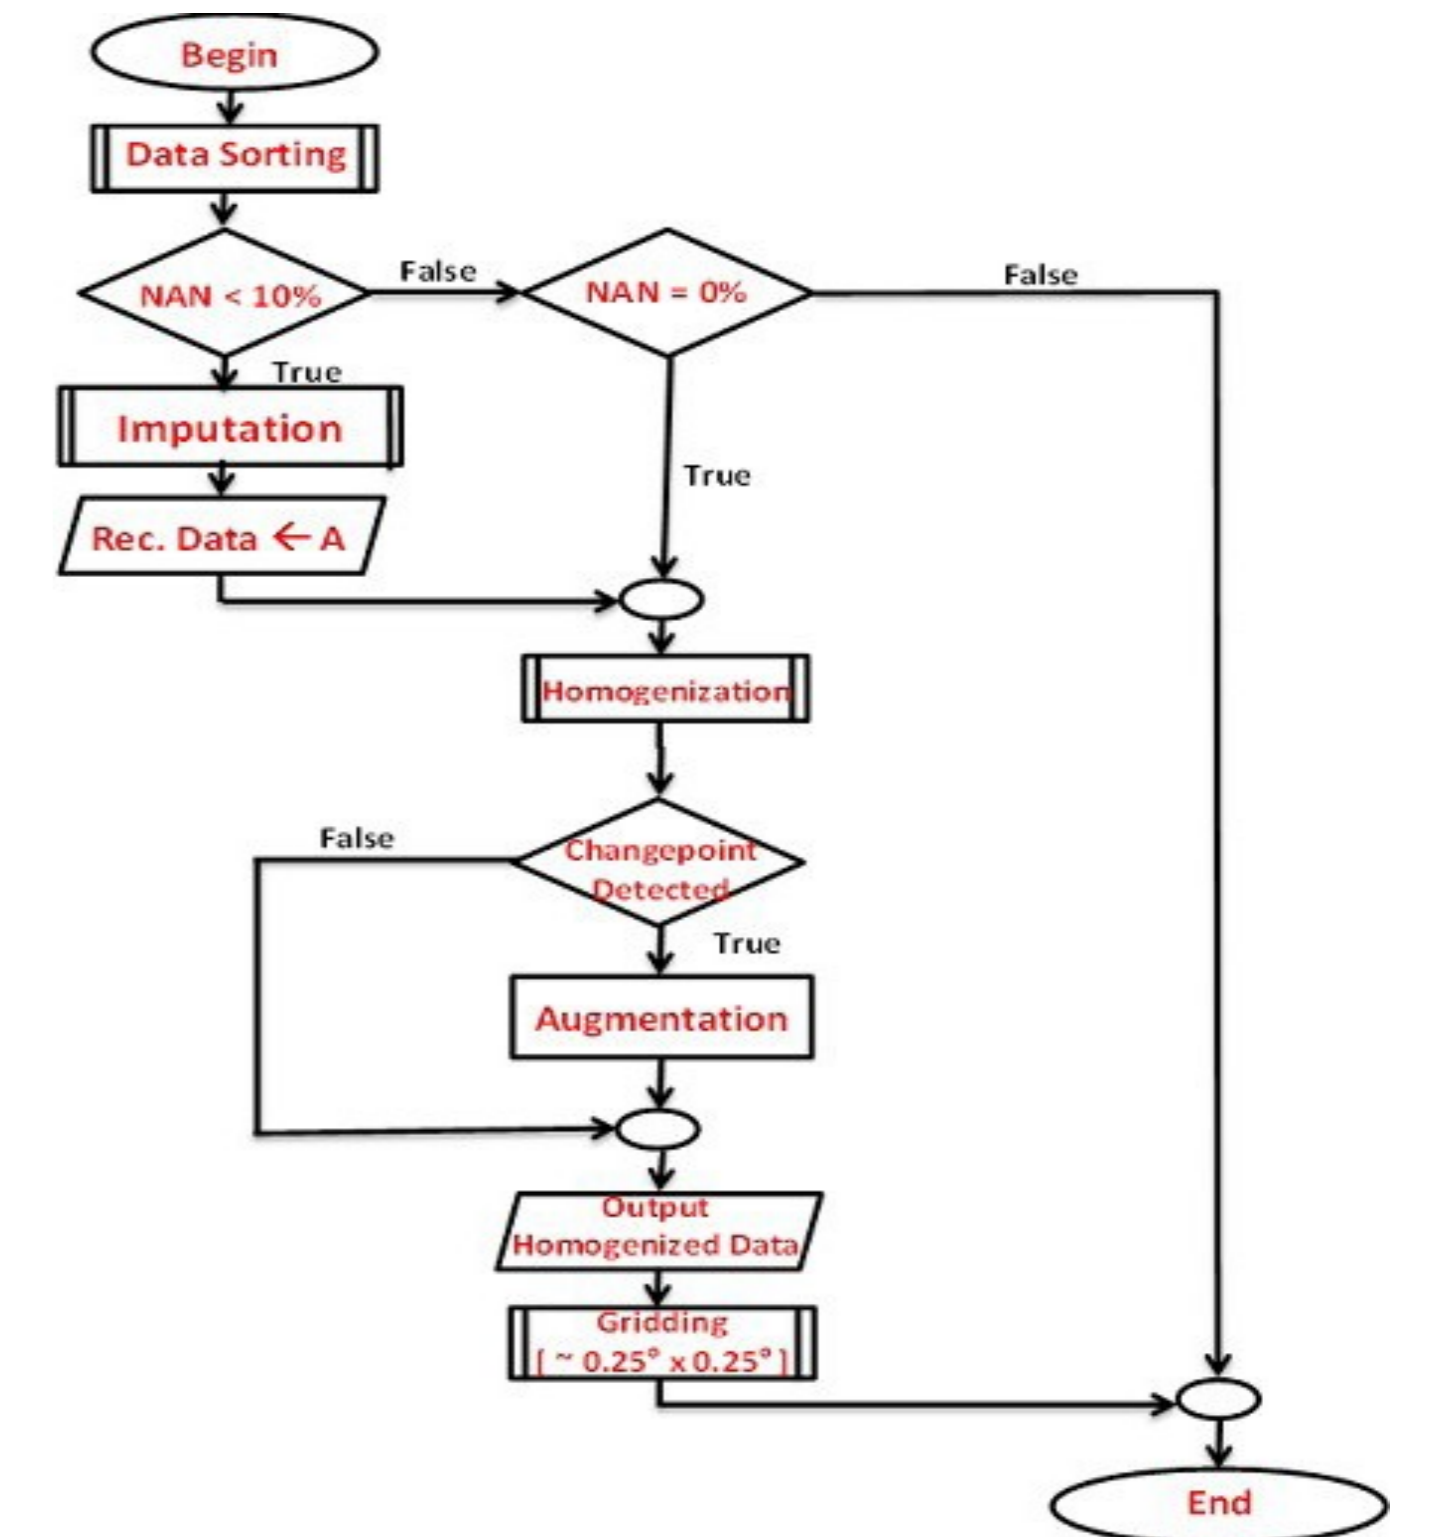 Begin
Data Sorting
NAN < 10%
False
NAN = 0%
False
True
Imputation
True
Rec. Data ← A
Homogenization
False
Changepoint
Detected
True
Augmentation
Output
Homogenized Data
Gridding
[ ~ 0.25° x 0.25° ]
End